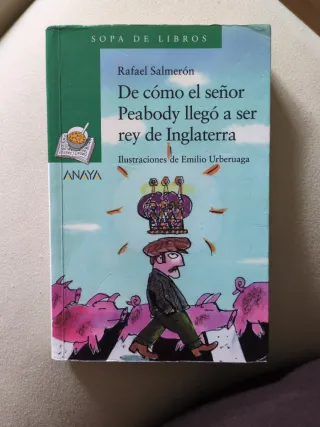 SOPA DE LIBROS
Rafael Salmerón
De cómo el señor
Peabody llegó a ser
rey de Inglaterra
Ilustraciones de Emilio Urberuaga
ANAYA